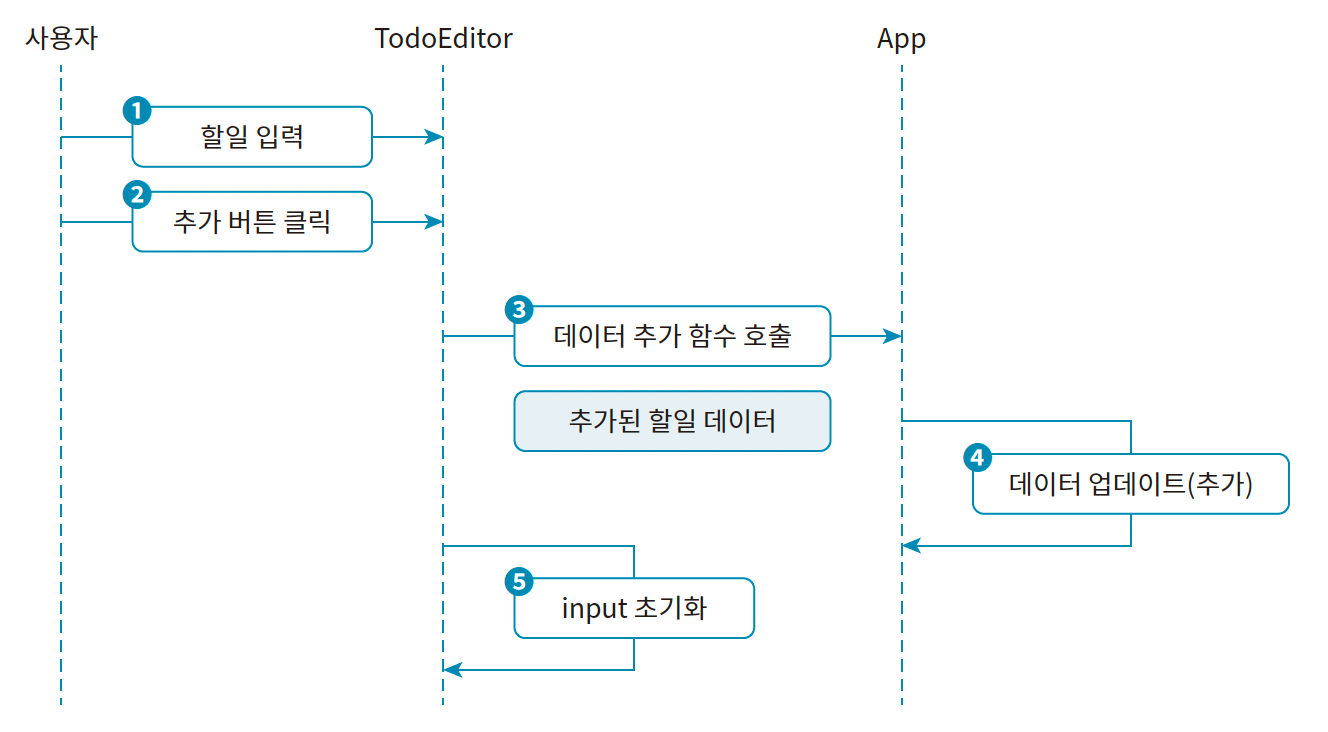 사용자
TodoEditor
App
1
할일 입력
2
추가 버튼 클릭
3
데이터 추가 함수 호출
추가된 할일 데이터
4
데이터 업데이트(추가)
5
input 초기화